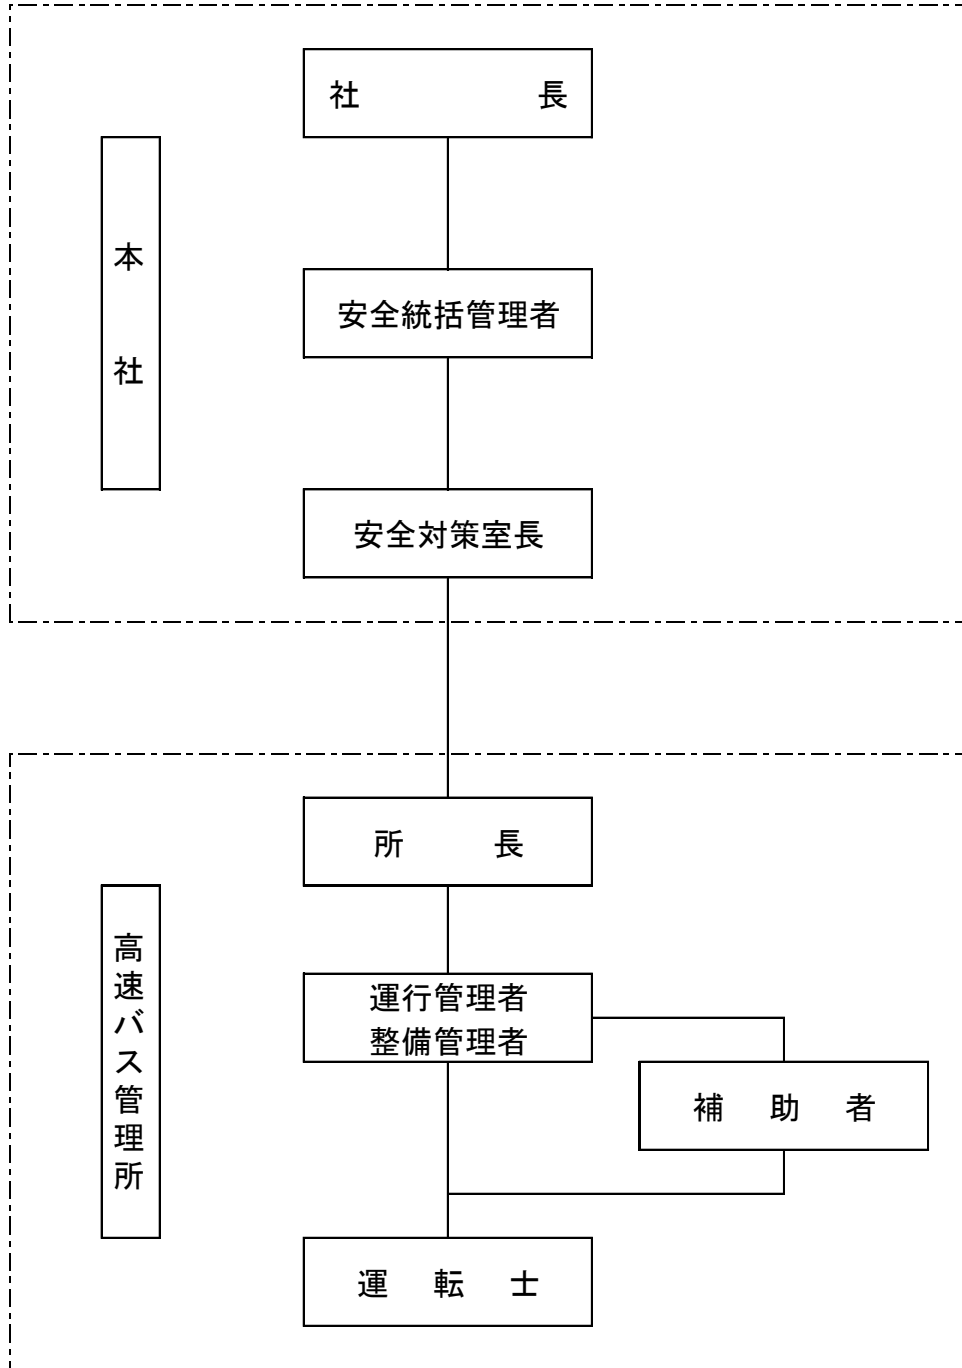 社長
本社
安全統括管理者
安全対策室長
所長
高速バス管理所
運行管理者
整備管理者
補助者
運転士